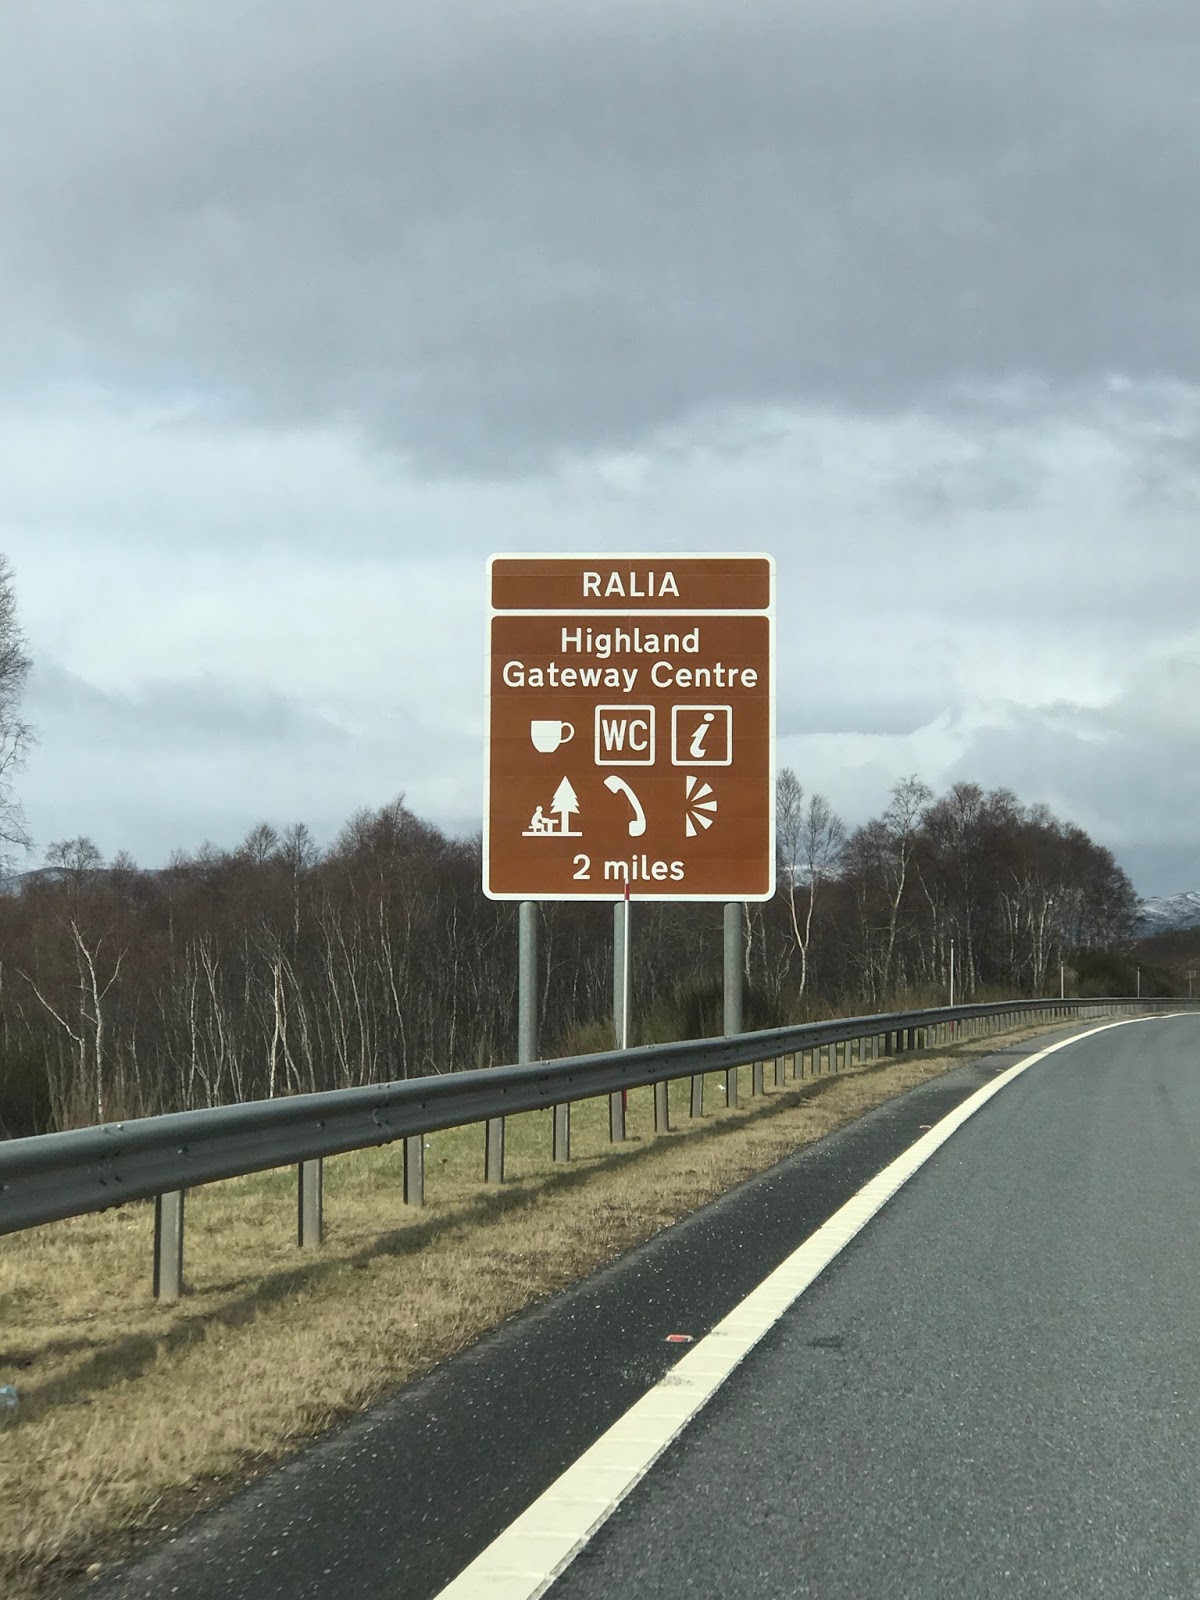 RALIA
Highland
Gateway Centre
WC i
2 miles